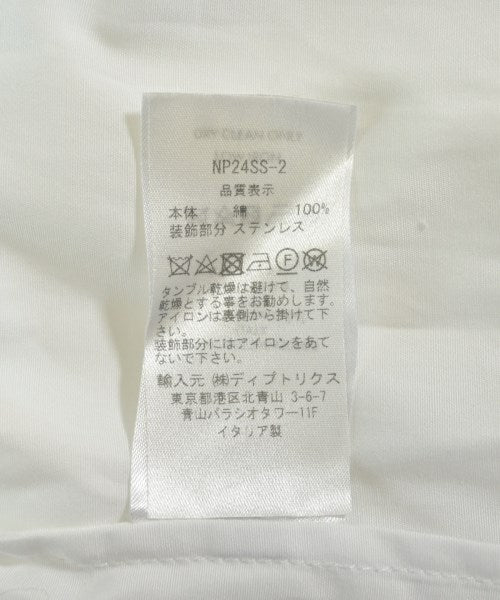 NP24SS-2
品質表示
本体 綿 100%
装飾部分 ステンレス
タンブル乾燥は避けて、自然
乾燥とする事をお勧めします。
アイロンは裏側から掛けて下
さい。
装飾部分にはアイロンをあて
ないで下さい。
輸入元 ㈱ディプトリクス
東京都港区北青山 3-6-7
青山パラシオタワー11F
イタリア製